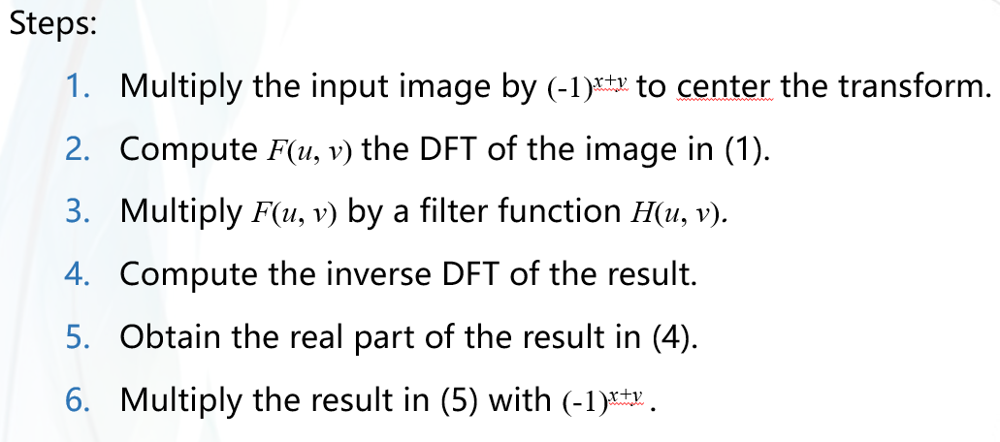 Steps:
1. Multiply the input image by (-1)ˣ⁺ʸ to center the transform.
2. Compute F(u, v) the DFT of the image in (1).
3. Multiply F(u, v) by a filter function H(u, v).
4. Compute the inverse DFT of the result.
5. Obtain the real part of the result in (4).
6. Multiply the result in (5) with (-1)ˣ⁺ʸ .